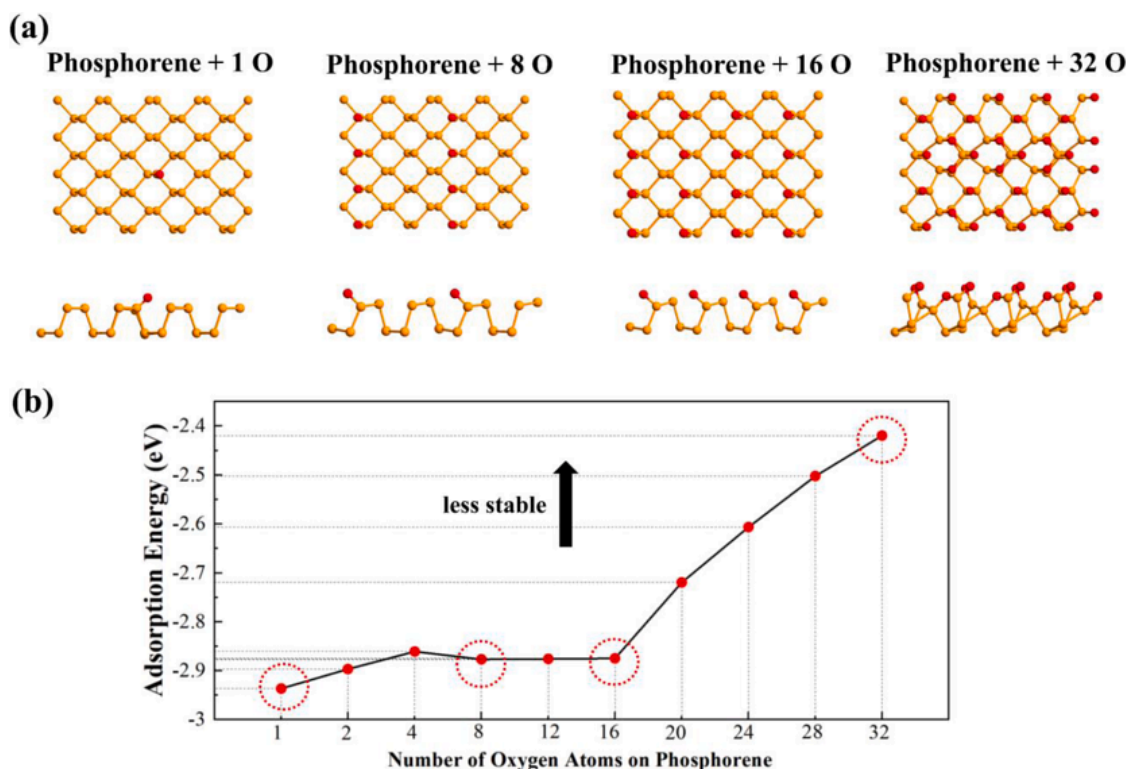 (a)
Phosphorene + 1 O
Phosphorene + 8 O
Phosphorene + 16 O
Phosphorene + 32 O
(b)
Adsorption Energy (eV)
-2.4
-2.5
-2.6
-2.7
-2.8
-2.9
-3
less stable
1 2 4 8 12 16 20 24 28 32
Number of Oxygen Atoms on Phosphorene